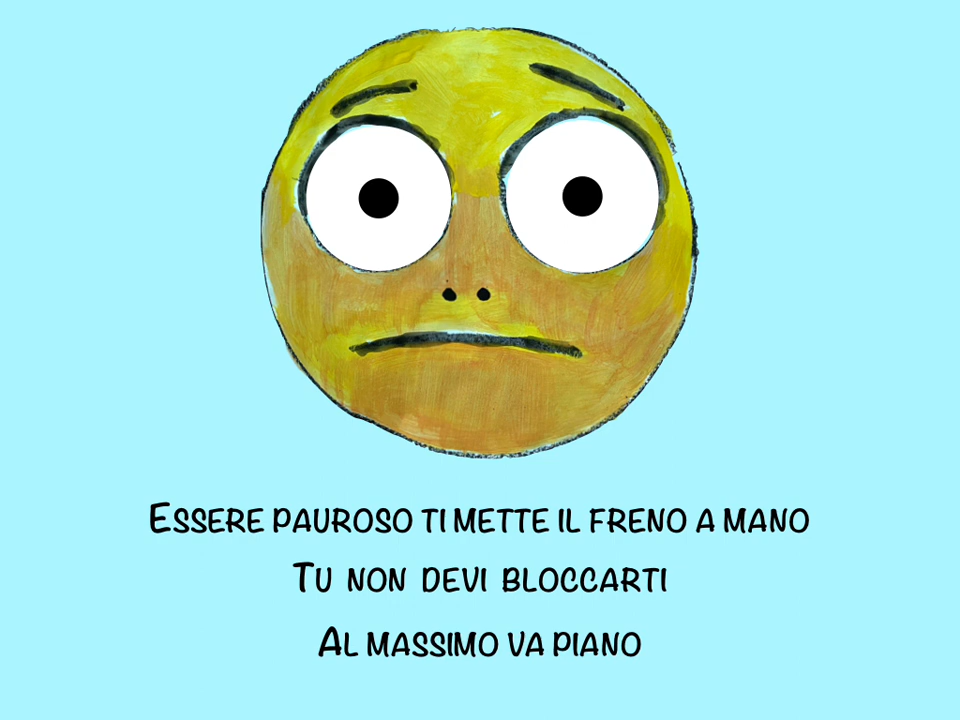 Essere pauroso ti mette il freno a mano
Tu non devi bloccarti
Al massimo va piano